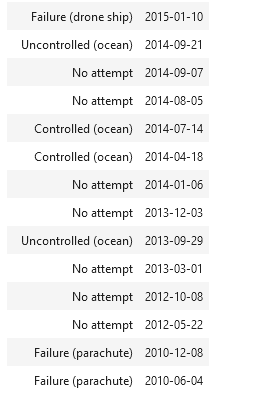 Failure (drone ship) 2015-01-10
Uncontrolled (ocean) 2014-09-21
No attempt 2014-09-07
No attempt 2014-08-05
Controlled (ocean) 2014-07-14
Controlled (ocean) 2014-04-18
No attempt 2014-01-06
No attempt 2013-12-03
Uncontrolled (ocean) 2013-09-29
No attempt 2013-03-01
No attempt 2012-10-08
No attempt 2012-05-22
Failure (parachute) 2010-12-08
Failure (parachute) 2010-06-04